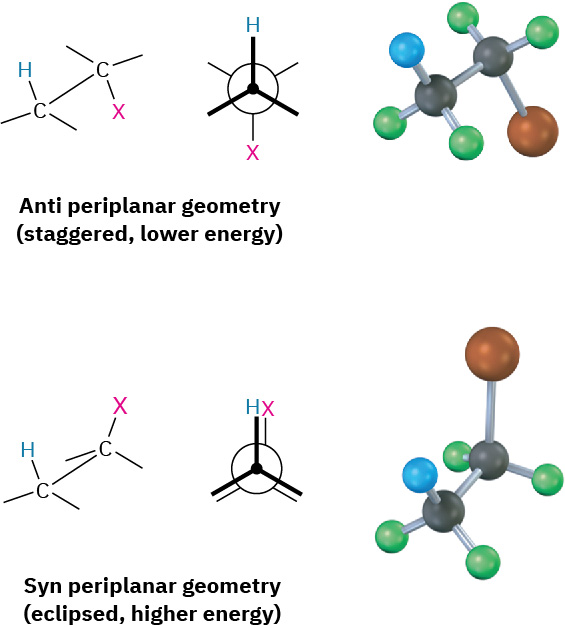 H
H
C
C
X
X
Anti periplanar geometry
(staggered, lower energy)
X
HX
H
C
C
Syn periplanar geometry
(eclipsed, higher energy)